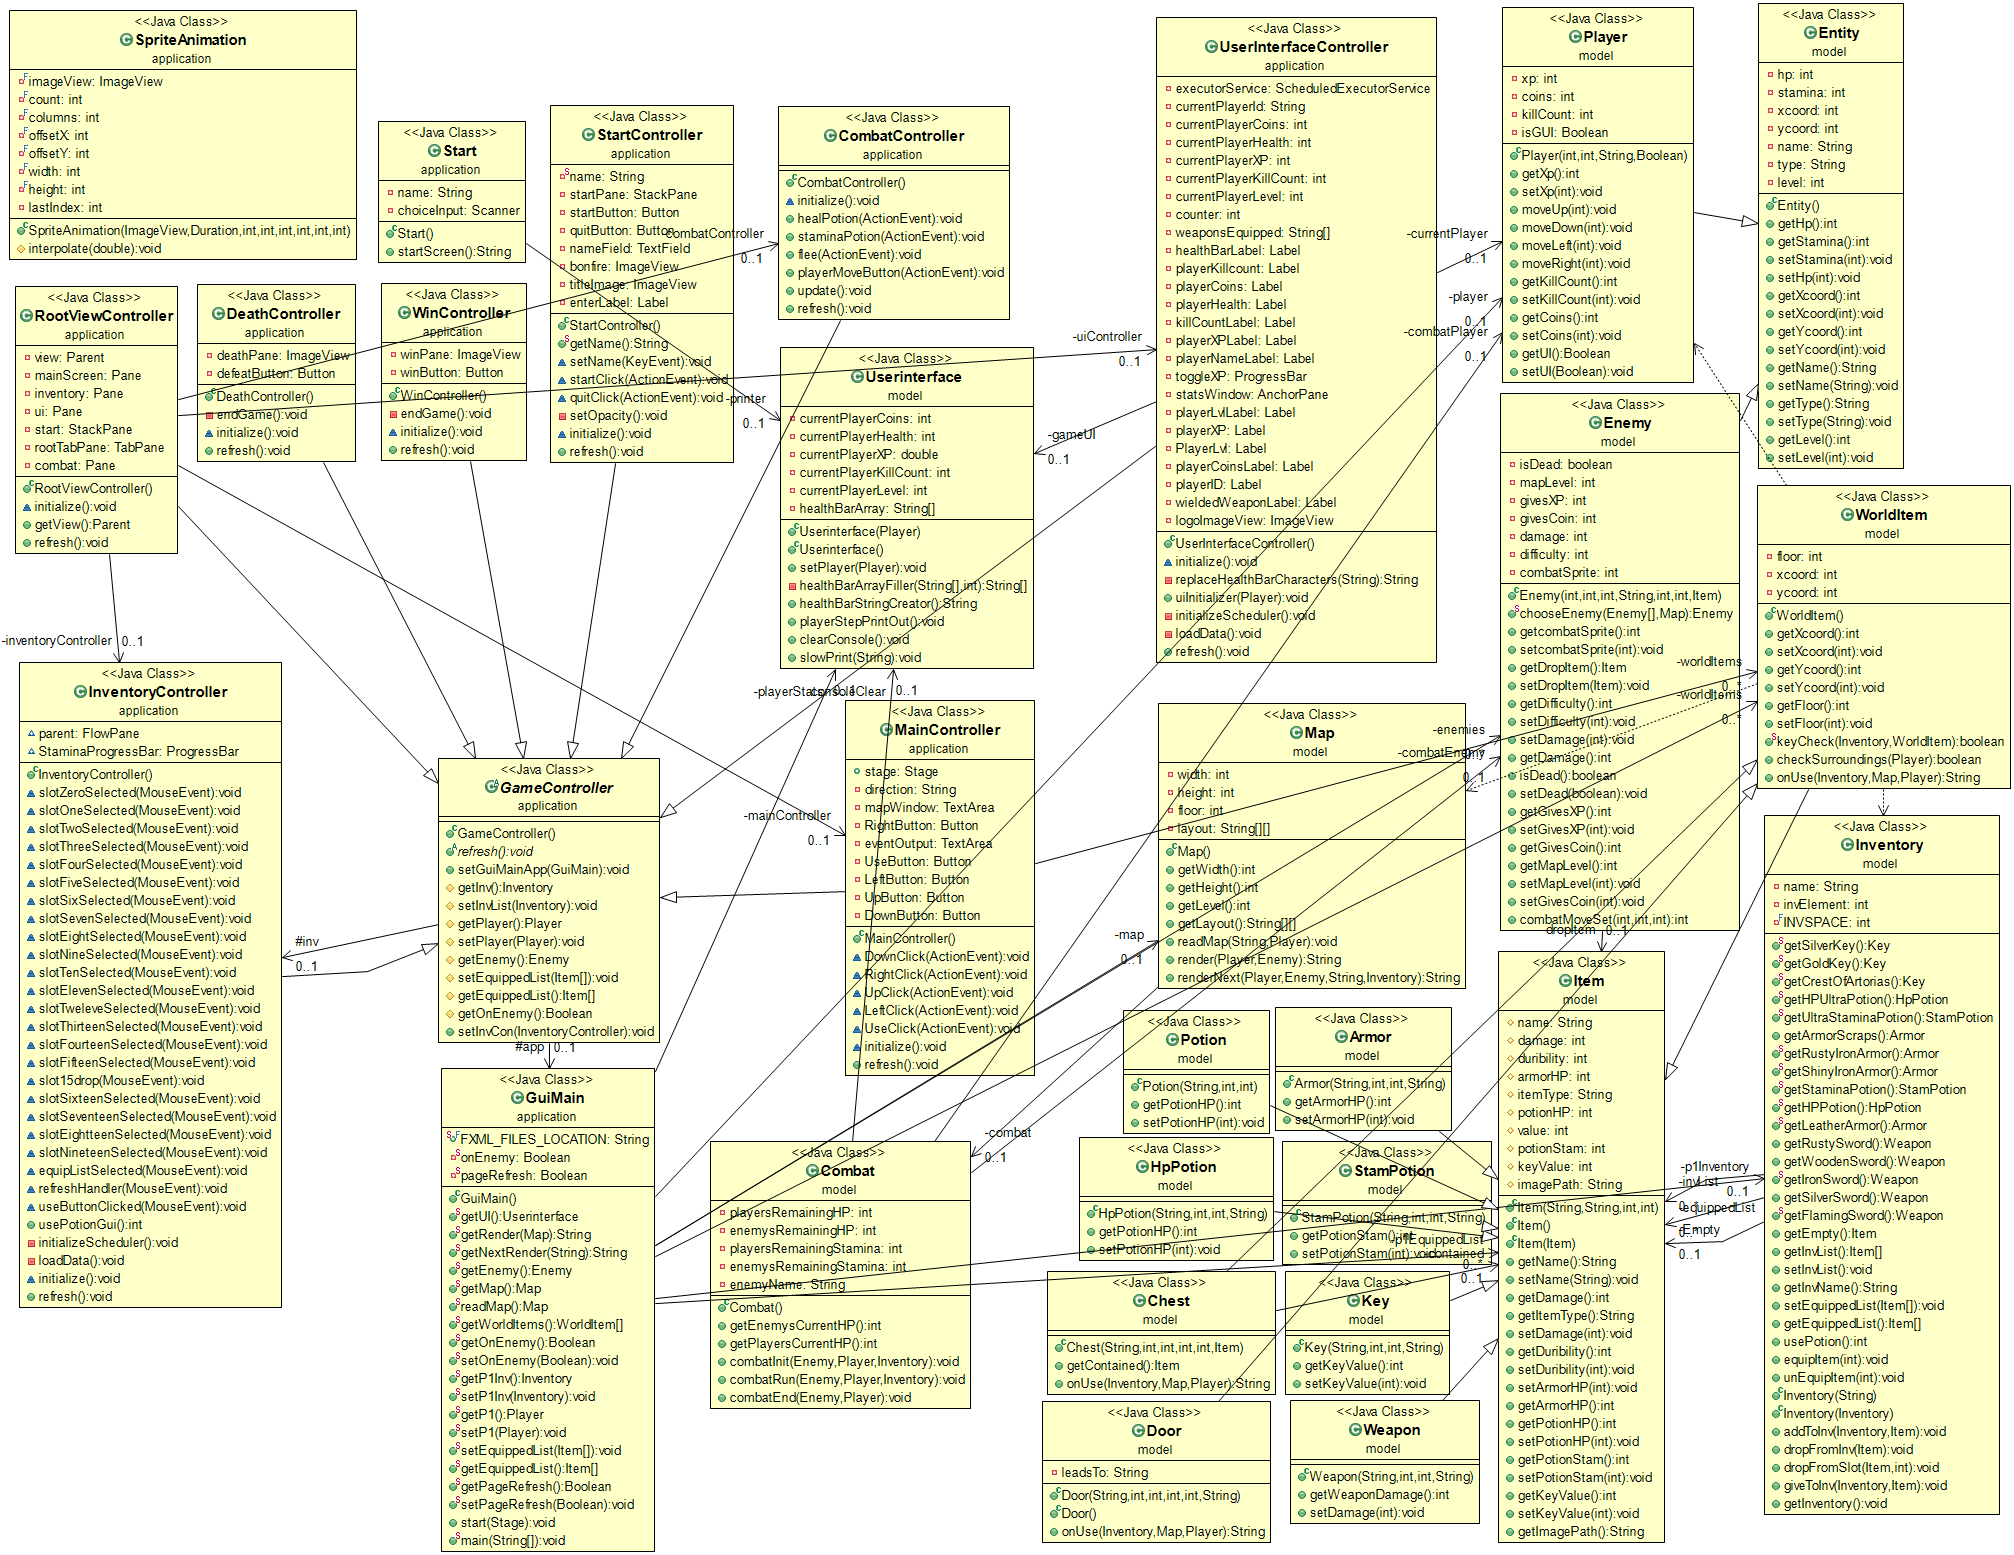 <<Java Class>>
SpriteAnimation
application
imageView: ImageView
count: int
columns: int
offsetX: int
offsetY: int
width: int
height: int
lastIndex: int
SpriteAnimation(ImageView,Duration,int,int,int,int,int,int)
interpolate(double):void
<<Java Class>>
Start
application
name: String
choiceInput: Scanner
Start()
startScreen():String
<<Java Class>>
StartController
application
name: String
startPane: StackPane
startButton: Button
quitButton: Button
nameField: TextField
bonfire: ImageView
titleImage: ImageView
enterLabel: Label
StartController()
getName():String
setName(KeyEvent):void
startClick(ActionEvent):void
quitClick(ActionEvent):void
setOpacity():void
initialize():void
refresh():void
<<Java Class>>
CombatController
application
CombatController()
initialize():void
healPotion(ActionEvent):void
staminaPotion(ActionEvent):void
flee(ActionEvent):void
playerMoveButton(ActionEvent):void
update():void
refresh():void
<<Java Class>>
UserInterfaceController
application
executorService: ScheduledExecutorService
currentPlayerId: String
currentPlayerCoins: int
currentPlayerHealth: int
currentPlayerXP: int
currentPlayerKillCount: int
currentPlayerLevel: int
counter: int
weaponsEquipped: String[]
healthBarLabel: Label
playerKillcount: Label
playerCoins: Label
playerHealth: Label
killCountLabel: Label
playerXPLabel: Label
playerNameLabel: Label
toggleXP: ProgressBar
statsWindow: AnchorPane
playerLvlLabel: Label
playerXP: Label
PlayerLvl: Label
playerCoinsLabel: Label
playerID: Label
wieldedWeaponLabel: Label
logoImageView: ImageView
UserInterfaceController()
initialize():void
replaceHealthBarCharacters(String):String
uiInitializer(Player):void
initializeScheduler():void
loadData():void
refresh():void
<<Java Class>>
Player
model
xp: int
coins: int
killCount: int
isGUI: Boolean
Player(int,int,String,Boolean)
getXp():int
setXp(int):void
moveUp(int):void
moveDown(int):void
moveLeft(int):void
moveRight(int):void
getKillCount():int
setKillCount(int):void
getCoins():int
setCoins(int):void
getUI():Boolean
setUI(Boolean):void
<<Java Class>>
Entity
model
hp: int
stamina: int
xcoord: int
ycoord: int
name: String
type: String
level: int
Entity()
getHp():int
getStamina():int
setStamina(int):void
setHp(int):void
getXcoord():int
setXcoord(int):void
getYcoord():int
setYcoord(int):void
getName():String
setName(String):void
getType():String
setType(String):void
getLevel():int
setLevel(int):void
<<Java Class>>
RootViewController
application
view: Parent
mainScreen: Pane
inventory: Pane
ui: Pane
start: StackPane
rootTabPane: TabPane
combat: Pane
RootViewController()
initialize():void
getView():Parent
refresh():void
<<Java Class>>
DeathController
application
deathPane: ImageView
defeatButton: Button
DeathController()
endGame():void
initialize():void
refresh():void
<<Java Class>>
WinController
application
winPane: ImageView
winButton: Button
WinController()
endGame():void
initialize():void
refresh():void
<<Java Class>>
Userinterface
model
currentPlayerCoins: int
currentPlayerHealth: int
currentPlayerXP: double
currentPlayerKillCount: int
currentPlayerLevel: int
healthBarArray: String[]
Userinterface(Player)
Userinterface()
setPlayer(Player):void
healthBarArrayFiller(String[],int):String[]
healthBarStringCreator():String
playerStepPrintOut():void
clearConsole():void
slowPrint(String):void
<<Java Class>>
Enemy
model
isDead: boolean
mapLevel: int
givesXP: int
givesCoin: int
damage: int
difficulty: int
combatSprite: int
Enemy(int,int,int,String,int,int,Item)
chooseEnemy(Enemy[],Map):Enemy
getcombatSprite():int
setcombatSprite(int):void
getDropItem():Item
setDropItem(Item):void
getDifficulty():int
setDifficulty(int):void
setDamage(int):void
getDamage():int
isDead():boolean
setDead(boolean):void
getGivesXP():int
setGivesXP(int):void
getGivesCoin():int
getMapLevel():int
setMapLevel(int):void
setGivesCoin(int):void
combatMoveSet(int,int,int):int
<<Java Class>>
WorldItem
model
floor: int
xcoord: int
ycoord: int
WorldItem()
getXcoord():int
setXcoord(int):void
getYcoord():int
setYcoord(int):void
getFloor():int
setFloor(int):void
keyCheck(Inventory,WorldItem):boolean
checkSurroundings(Player):boolean
onUse(Inventory,Map,Player):String
<<Java Class>>
InventoryController
application
parent: FlowPane
StaminaProgressBar: ProgressBar
InventoryController()
slotZeroSelected(MouseEvent):void
slotOneSelected(MouseEvent):void
slotTwoSelected(MouseEvent):void
slotThreeSelected(MouseEvent):void
slotFourSelected(MouseEvent):void
slotFiveSelected(MouseEvent):void
slotSixSelected(MouseEvent):void
slotSevenSelected(MouseEvent):void
slotEightSelected(MouseEvent):void
slotNineSelected(MouseEvent):void
slotTenSelected(MouseEvent):void
slotElevenSelected(MouseEvent):void
slotTweleveSelected(MouseEvent):void
slotThirteenSelected(MouseEvent):void
slotFourteenSelected(MouseEvent):void
slotFifteenSelected(MouseEvent):void
slot15drop(MouseEvent):void
slotSixteenSelected(MouseEvent):void
slotSeventeenSelected(MouseEvent):void
slotEightteenSelected(MouseEvent):void
slotNineteenSelected(MouseEvent):void
equipListSelected(MouseEvent):void
refreshHandler(MouseEvent):void
useButtonClicked(MouseEvent):void
usePotionGui():int
initializeScheduler():void
loadData():void
initialize():void
refresh():void
<<Java Class>>
GameController
application
GameController()
refresh():void
setGuiMainApp(GuiMain):void
getInv():Inventory
setInvList(Inventory):void
getPlayer():Player
setPlayer(Player):void
getEnemy():Enemy
setEquippedList(Item[]):void
getEquippedList():Item[]
getOnEnemy():Boolean
setInvCon(InventoryController):void
<<Java Class>>
MainController
application
stage: Stage
direction: String
mapWindow: TextArea
RightButton: Button
eventOutput: TextArea
UseButton: Button
LeftButton: Button
UpButton: Button
DownButton: Button
MainController()
DownClick(ActionEvent):void
RightClick(ActionEvent):void
UpClick(ActionEvent):void
LeftClick(ActionEvent):void
UseClick(ActionEvent):void
initialize():void
refresh():void
<<Java Class>>
Map
model
width: int
height: int
floor: int
layout: String[][]
Map()
getWidth():int
getHeight():int
getLevel():int
getLayout():String[][]
readMap(String,Player):void
render(Player,Enemy):String
renderNext(Player,Enemy,String,Inventory):String
<<Java Class>>
Inventory
model
name: String
invElement: int
INVSPACE: int
getSilverKey():Key
getGoldKey():Key
getCrestOfArtorias():Key
getHPUltraPotion():HpPotion
getUltraStaminaPotion():StamPotion
getArmorScraps():Armor
getRustyIronArmor():Armor
getShinyIronArmor():Armor
getStaminaPotion():StamPotion
getHPPotion():HpPotion
getLeatherArmor():Armor
getRustySword():Weapon
getWoodenSword():Weapon
getIronSword():Weapon
getSilverSword():Weapon
getFlamingSword():Weapon
getEmpty():Item
getInvList():Item[]
setInvList():void
getInvName():String
setEquippedList(Item[]):void
getEquippedList():Item[]
usePotion():int
equipItem(int):void
unEquipItem(int):void
Inventory(String)
Inventory(Inventory)
addToInv(Inventory,Item):void
dropFromInv(Item):void
dropFromSlot(Item,int):void
giveToInv(Inventory,Item):void
getInventory():void
<<Java Class>>
GuiMain
application
FXML_FILES_LOCATION: String
onEnemy: Boolean
pageRefresh: Boolean
GuiMain()
getUI():Userinterface
getRender(Map):String
getNextRender(String):String
getEnemy():Enemy
getMap():Map
readMap():Map
getWorldItems():WorldItem[]
getOnEnemy():Boolean
setOnEnemy(Boolean):void
getP1Inv():Inventory
setP1Inv(Inventory):void
getP1():Player
setP1(Player):void
setEquippedList(Item[]):void
getEquippedList():Item[]
getPageRefresh():Boolean
setPageRefresh(Boolean):void
start(Stage):void
main(String[]):void
<<Java Class>>
Combat
model
playersRemainingHP: int
enemysRemainingHP: int
playersRemainingStamina: int
enemysRemainingStamina: int
enemyName: String
Combat()
getEnemysCurrentHP():int
getPlayersCurrentHP():int
combatInit(Enemy,Player,Inventory):void
combatRun(Enemy,Player,Inventory):void
combatEnd(Enemy,Player):void
<<Java Class>>
Potion
model
Potion(String,int,int)
getPotionHP():int
setPotionHP(int):void
<<Java Class>>
Armor
model
Armor(String,int,int,String)
getArmorHP():int
setArmorHP(int):void
<<Java Class>>
HpPotion
model
HpPotion(String,int,int,String)
getPotionHP():int
setPotionHP(int):void
<<Java Class>>
StamPotion
model
StamPotion(String,int,int,String)
getPotionStam():int
setPotionStam(int):void
<<Java Class>>
Chest
model
Chest(String,int,int,int,int,Item)
getContained():Item
onUse(Inventory,Map,Player):String
<<Java Class>>
Key
model
Key(String,int,int,String)
getKeyValue():int
setKeyValue(int):void
<<Java Class>>
Door
model
leadsTo: String
Door(String,int,int,int,int,String)
Door()
onUse(Inventory,Map,Player):String
<<Java Class>>
Weapon
model
Weapon(String,int,int,String)
getWeaponDamage():int
setDamage(int):void
<<Java Class>>
Item
model
name: String
damage: int
duribility: int
armorHP: int
itemType: String
potionHP: int
value: int
potionStam: int
keyValue: int
imagePath: String
Item(String,String,int,int)
Item()
Item(Item)
getName():String
setName(String):void
getDamage():int
getItemType():String
setDamage(int):void
getDuribility():int
setDuribility(int):void
setArmorHP(int):void
getArmorHP():int
getPotionHP():int
setPotionHP(int):void
getPotionStam():int
setPotionStam(int):void
getKeyValue():int
setKeyValue(int):void
getImagePath():String
combatController
0..1
-currentPlayer
0..1
-player
0..1
-combatPlayer
0..1
-uiController
0..1
-printer
0..1
-gameUI
0..1
-inventoryController
0..1
-playerStats
consoleClear
0..1
0..1
-mainController
0..1
-worldItems
0..*
-worldItems
0..*
-enemies
-combatEnemy
0..1
#inv
0..1
-map
0..1
dropItem
0..1
#app
0..1
-combat
0..1
-p1Inventory
0..1
-invList
-equippedList
0..*
-Empty
0..1
-p1EquippedList
0..*
contained
0..1